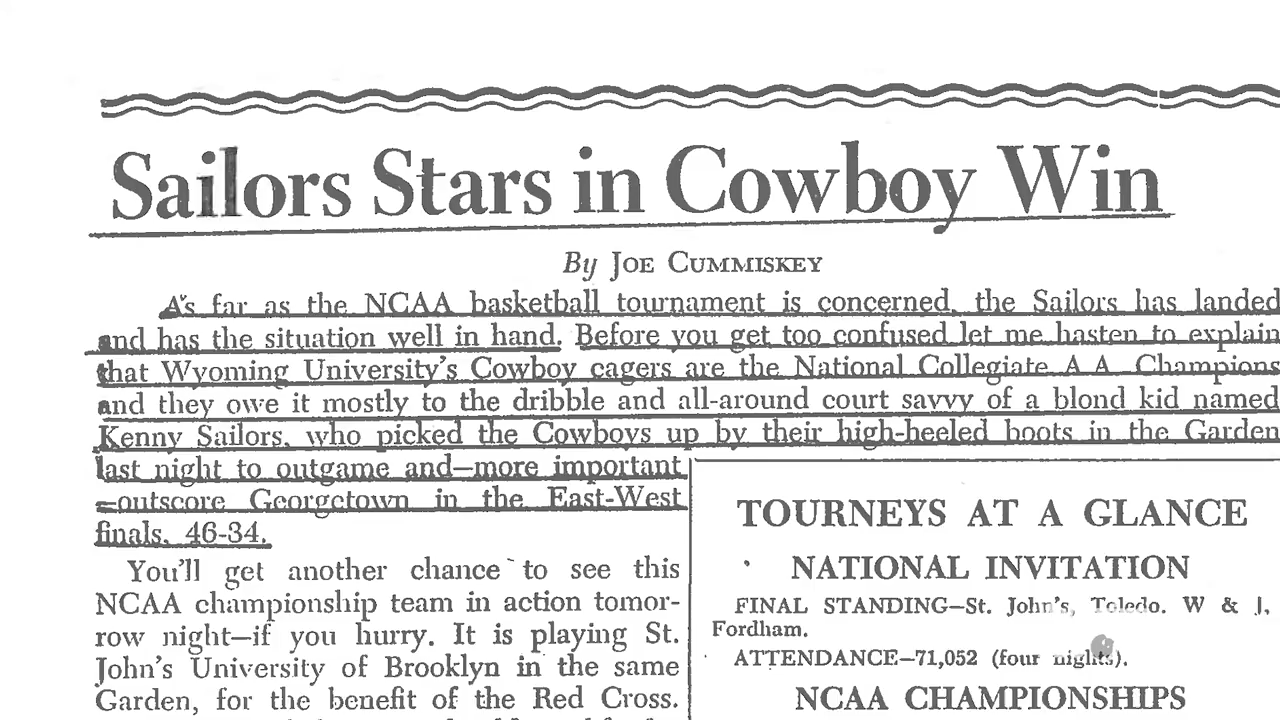 Sailors Stars in Cowboy Win
By JOE CUMMISKEY
As far as the NCAA basketball tournament is concerned, the Sailors has landed
and has the situation well in hand. Before you get too confused let me hasten to explain
that Wyoming University's Cowboy cagers are the National Collegiate A A Champions
and they owe it mostly to the dribble and all-around court savvy of a blond kid named
Kenny Sailors, who picked the Cowboys up by their high-heeled boots in the Garden
last night to outgame and—more important
—outscore Georgetown in the East-West
finals, 46-34.
You'll get another chance to see this
NCAA championship team in action tomor-
row night—if you hurry. It is playing St.
John's University of Brooklyn in the same
Garden, for the benefit of the Red Cross.
TOURNEYS AT A GLANCE
NATIONAL INVITATION
FINAL STANDING—St. John's, Toledo. W & J,
Fordham.
ATTENDANCE—71,052 (four nights).
NCAA CHAMPIONSHIPS